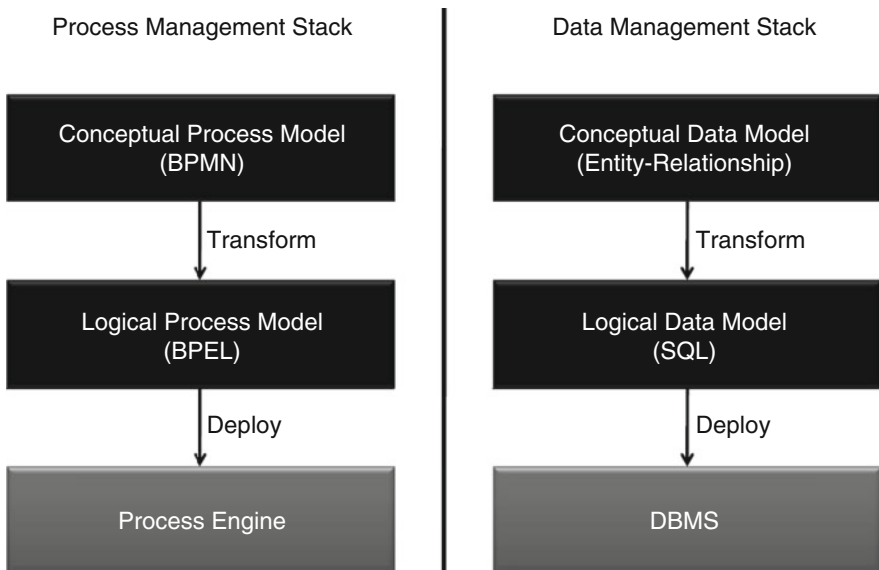 Process Management Stack
Conceptual Process Model
(BPMN)
Transform
Logical Process Model
(BPEL)
Deploy
Process Engine
Data Management Stack
Conceptual Data Model
(Entity-Relationship)
Transform
Logical Data Model
(SQL)
Deploy
DBMS